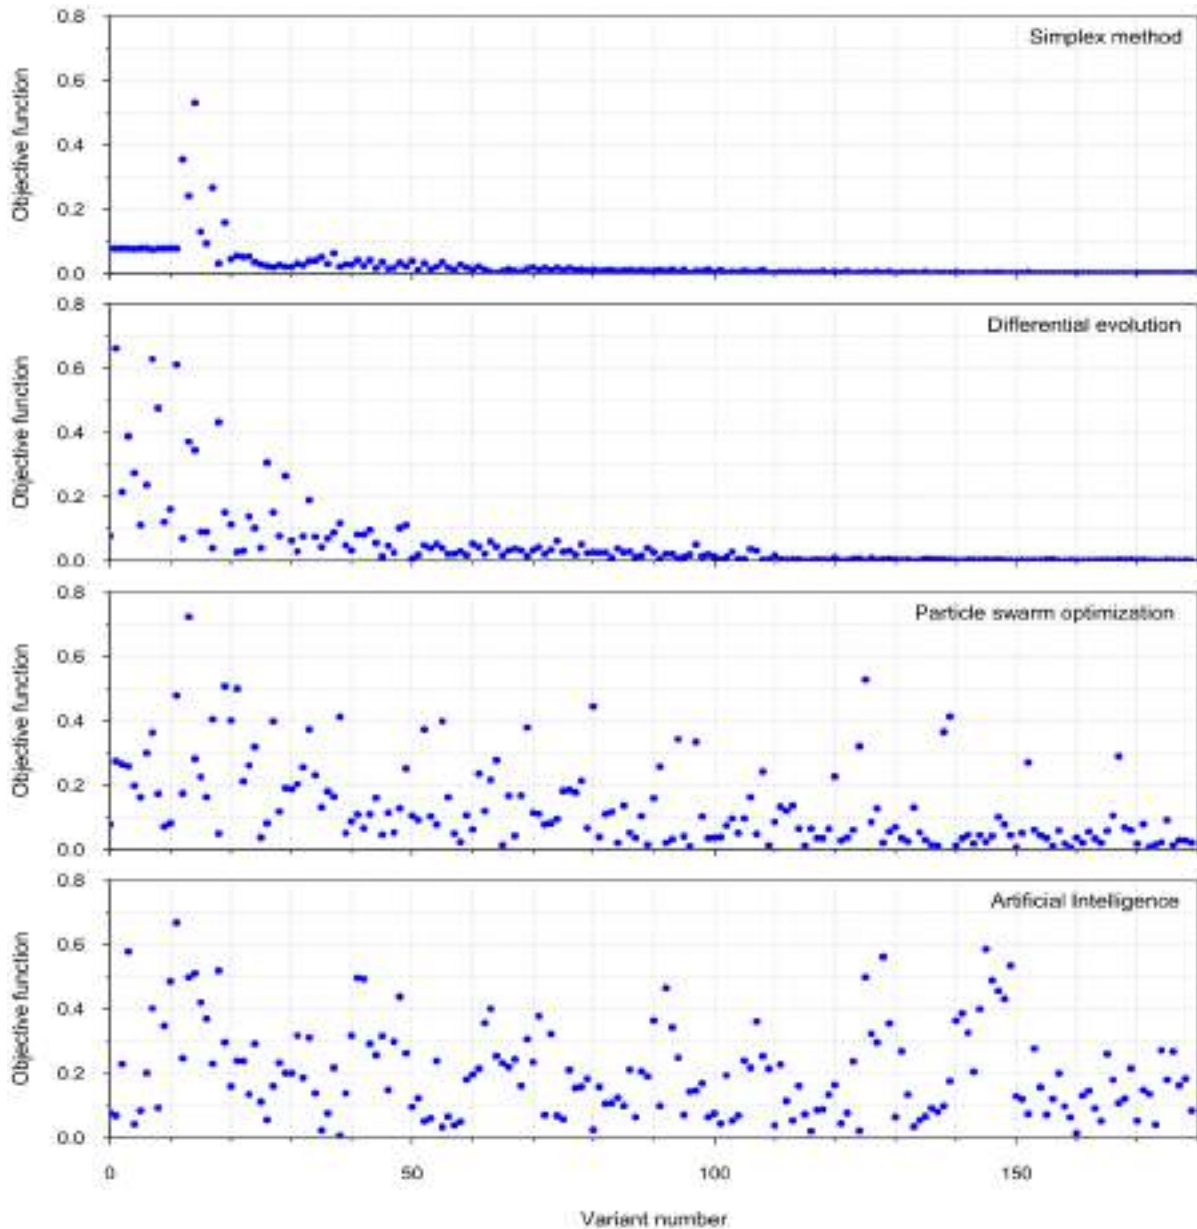 0.8
Simplex method
0.6
0.4
0.2
0.0
Objective function
0.8
Differential evolution
0.6
0.4
0.2
0.0
Objective function
0.8
Particle swarm optimization
0.6
0.4
0.2
0.0
Objective function
0.8
Artificial Intelligence
0.6
0.4
0.2
0.0
Objective function
0 50 100 150
Variant number